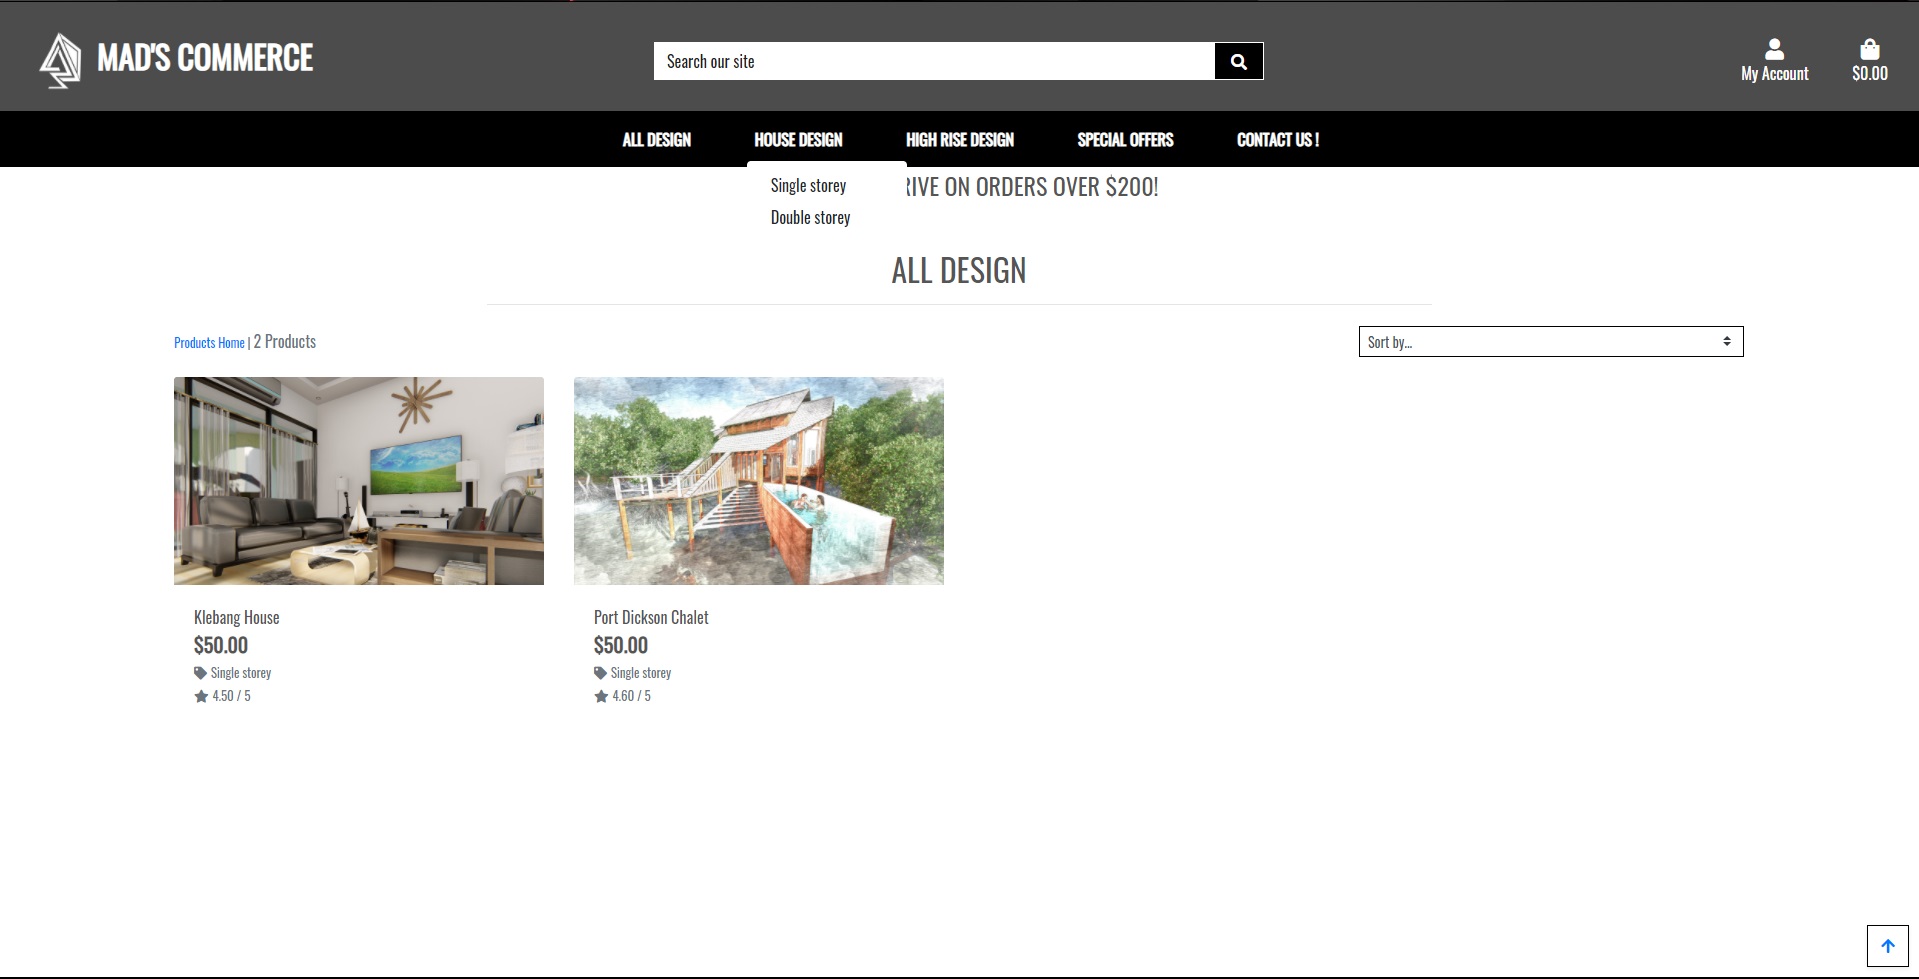 MAD'S COMMERCE
Search our site
My Account
$0.00
ALL DESIGN
HOUSE DESIGN
HIGH RISE DESIGN
SPECIAL OFFERS
CONTACT US !
Single storey
Double storey
RIVE ON ORDERS OVER $200!
ALL DESIGN
Products Home | 2 Products
Sort by...
Klebang House
$50.00
Single storey
4.50 / 5
Port Dickson Chalet
$50.00
Single storey
4.60 / 5